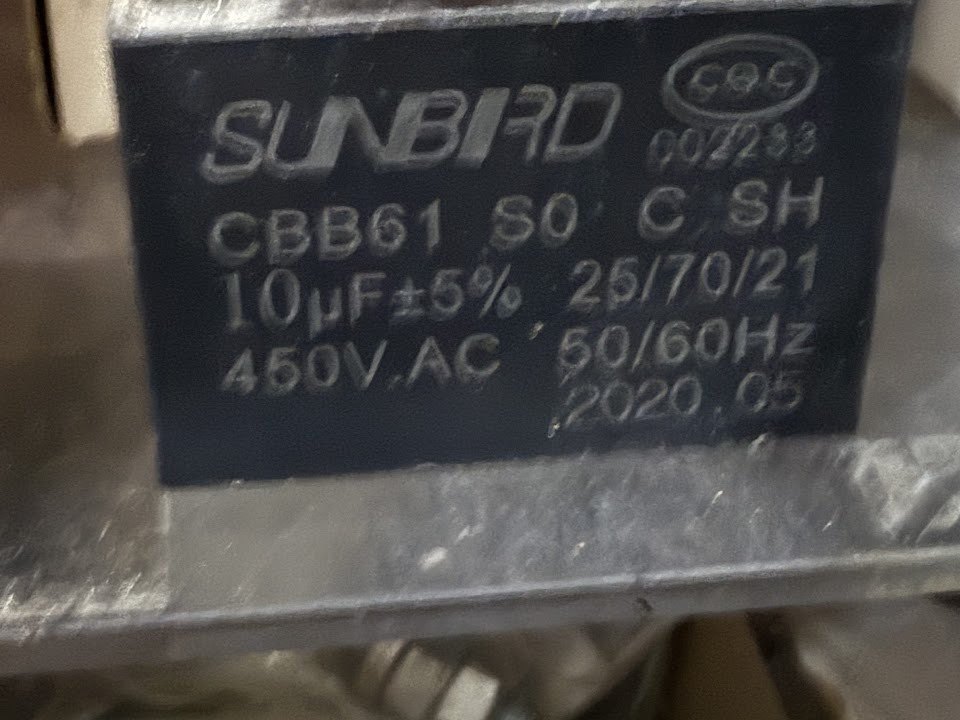 SUNBIRD
CQC
002233
CBB61 S0 C SH
10μF±5% 25/70/21
450V.AC 50/60Hz
2020.05